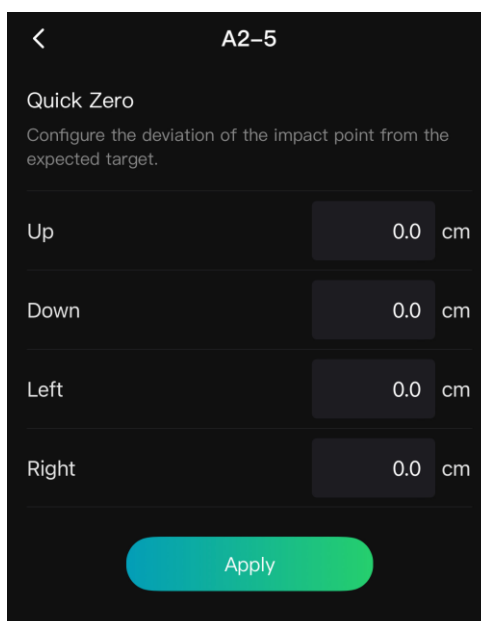 A2-5
Quick Zero
Configure the deviation of the impact point from the
expected target.
Up 0.0 cm
Down 0.0 cm
Left 0.0 cm
Right 0.0 cm
Apply